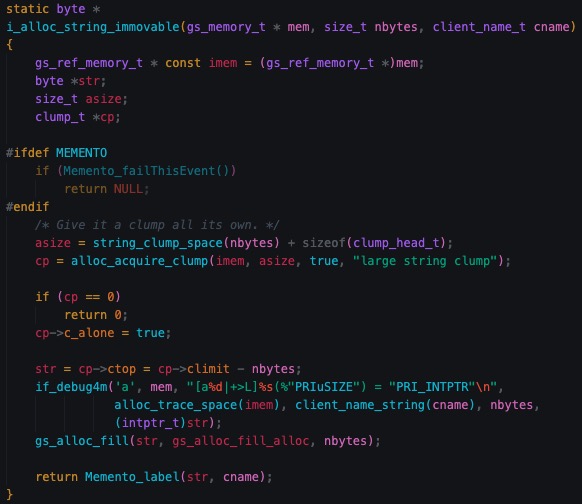 static byte *
i_alloc_string_immovable(gs_memory_t * mem, size_t nbytes, client_name_t cname)
{
    gs_ref_memory_t * const imem = (gs_ref_memory_t *)mem;
    byte *str;
    size_t asize;
    clump_t *cp;

#ifdef MEMENTO
    if (Memento_failThisEvent())
        return NULL;
#endif
    /* Give it a clump all its own. */
    asize = string_clump_space(nbytes) + sizeof(clump_head_t);
    cp = alloc_acquire_clump(imem, asize, true, "large string clump");

    if (cp == 0)
        return 0;
    cp->c_alone = true;

    str = cp->ctop = cp->climit - nbytes;
    if_debug4m('a', mem, "[a%d|+>L]%s(%"PRIuSIZE") = "PRI_INTPTR"\n",
               alloc_trace_space(imem), client_name_string(cname), nbytes,
               (intptr_t)str);
    gs_alloc_fill(str, gs_alloc_fill_alloc, nbytes);

    return Memento_label(str, cname);
}